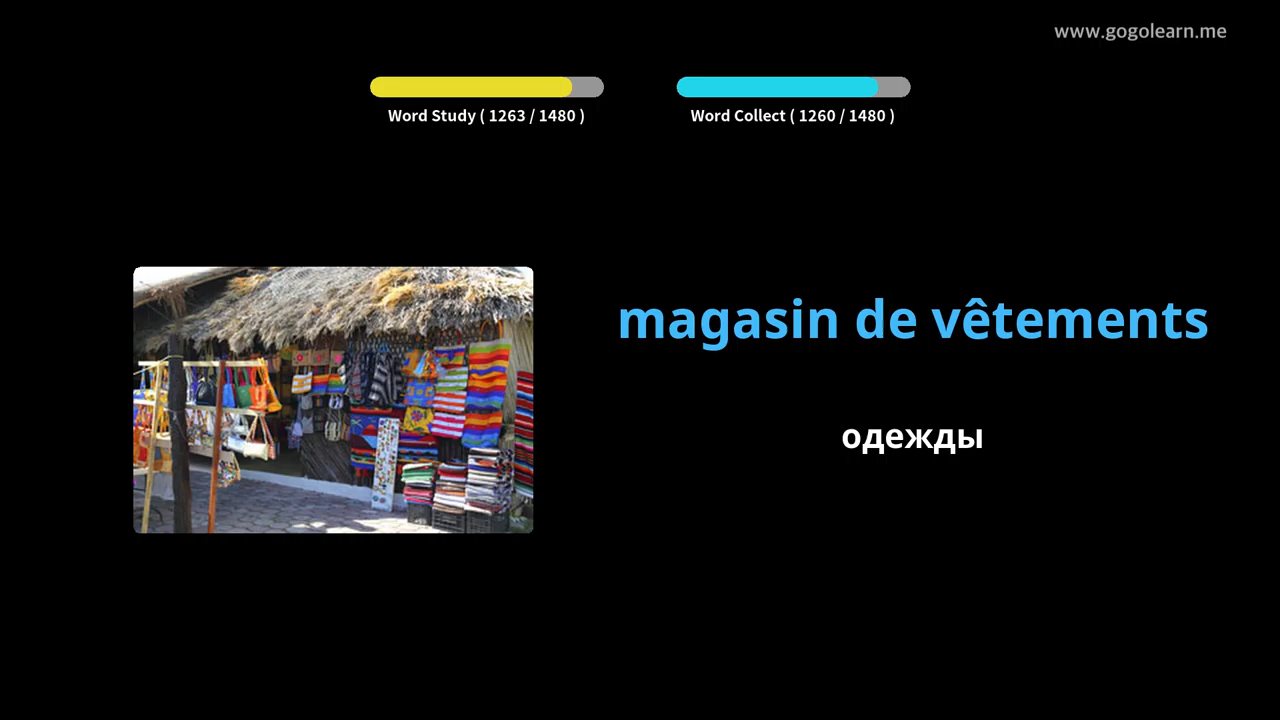 www.gogolearn.me
Word Study ( 1263 / 1480 )
Word Collect ( 1260 / 1480 )
magasin de vêtements
одежды